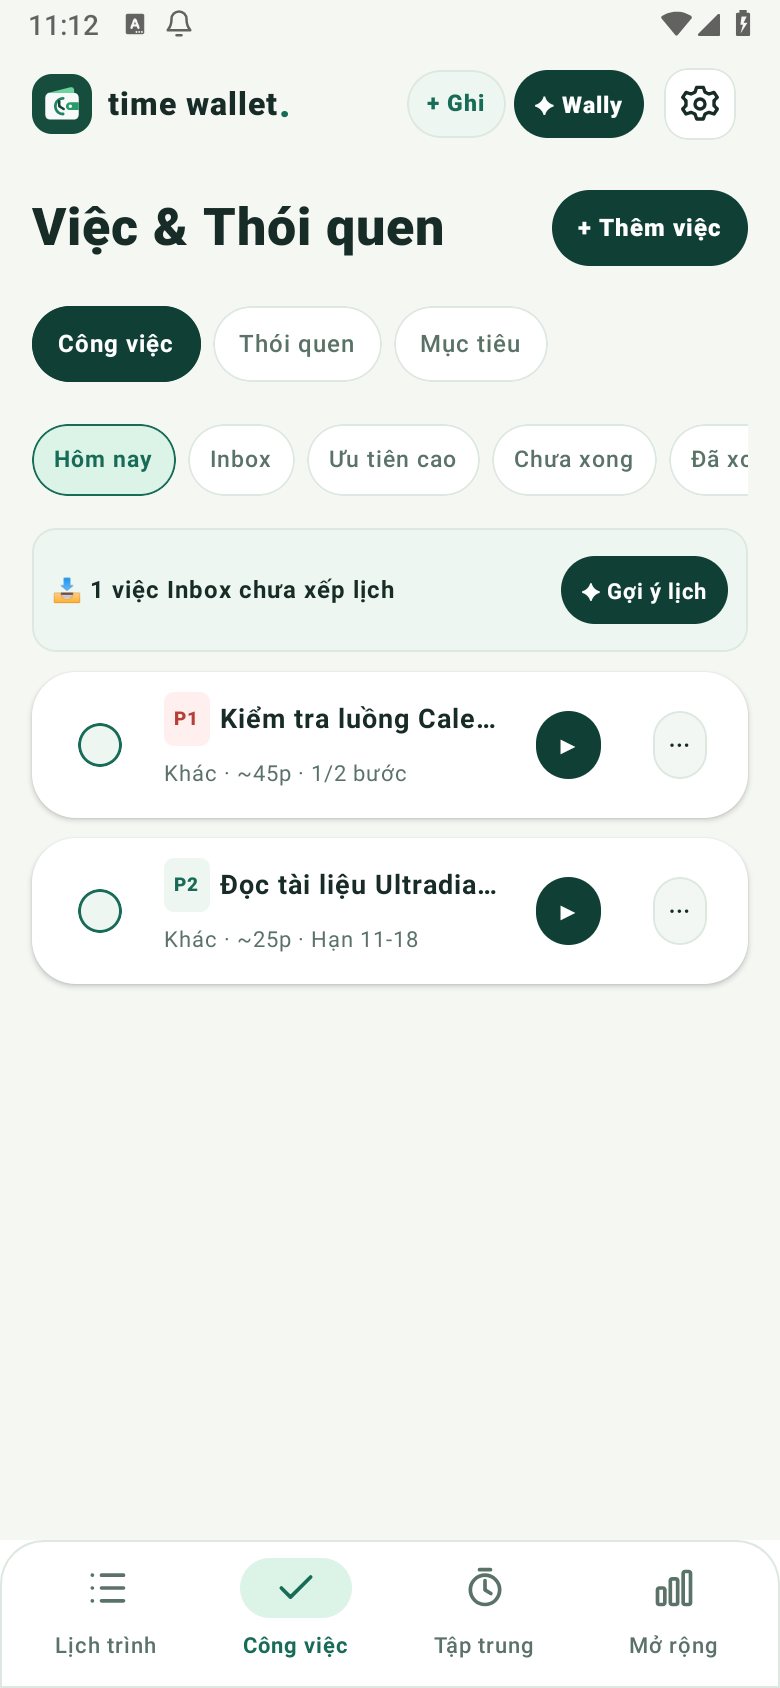 11:12
time wallet.
+ Ghi
✦ Wally
Việc & Thói quen
+ Thêm việc
Công việc
Thói quen
Mục tiêu
Hôm nay
Inbox
Ưu tiên cao
Chưa xong
Đã xo
1 việc Inbox chưa xếp lịch
✦ Gợi ý lịch
P1 Kiểm tra luồng Cale...
Khác · ~45p · 1/2 bước
P2 Đọc tài liệu Ultradia...
Khác · ~25p · Hạn 11-18
Lịch trình
Công việc
Tập trung
Mở rộng